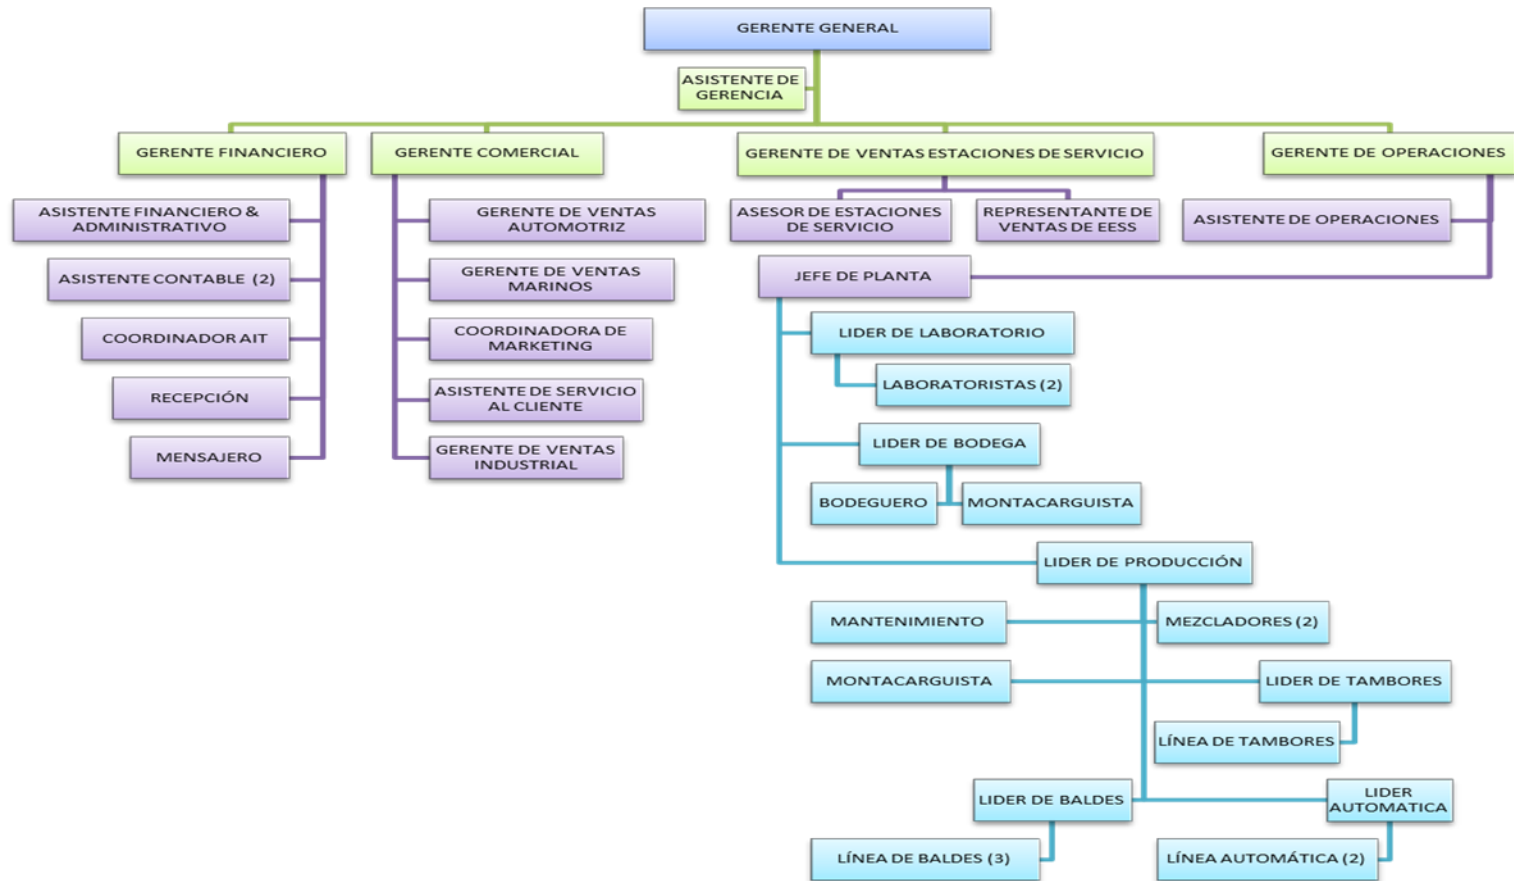 GERENTE GENERAL
ASISTENTE DE
GERENCIA
GERENTE FINANCIERO
GERENTE COMERCIAL
GERENTE DE VENTAS ESTACIONES DE SERVICIO
GERENTE DE OPERACIONES
ASISTENTE FINANCIERO &
ADMINISTRATIVO
ASISTENTE CONTABLE (2)
COORDINADOR AIT
RECEPCIÓN
MENSAJERO
GERENTE DE VENTAS
AUTOMOTRIZ
GERENTE DE VENTAS
MARINOS
COORDINADORA DE
MARKETING
ASISTENTE DE SERVICIO
AL CLIENTE
GERENTE DE VENTAS
INDUSTRIAL
ASESOR DE ESTACIONES
DE SERVICIO
REPRESENTANTE DE
VENTAS DE EESS
ASISTENTE DE OPERACIONES
JEFE DE PLANTA
LIDER DE LABORATORIO
LABORATORISTAS (2)
LIDER DE BODEGA
BODEGUERO
MONTACARGUISTA
LIDER DE PRODUCCIÓN
MANTENIMIENTO
MEZCLADORES (2)
MONTACARGUISTA
LIDER DE TAMBORES
LÍNEA DE TAMBORES
LIDER DE BALDES
LIDER
AUTOMATICA
LÍNEA DE BALDES (3)
LÍNEA AUTOMÁTICA (2)